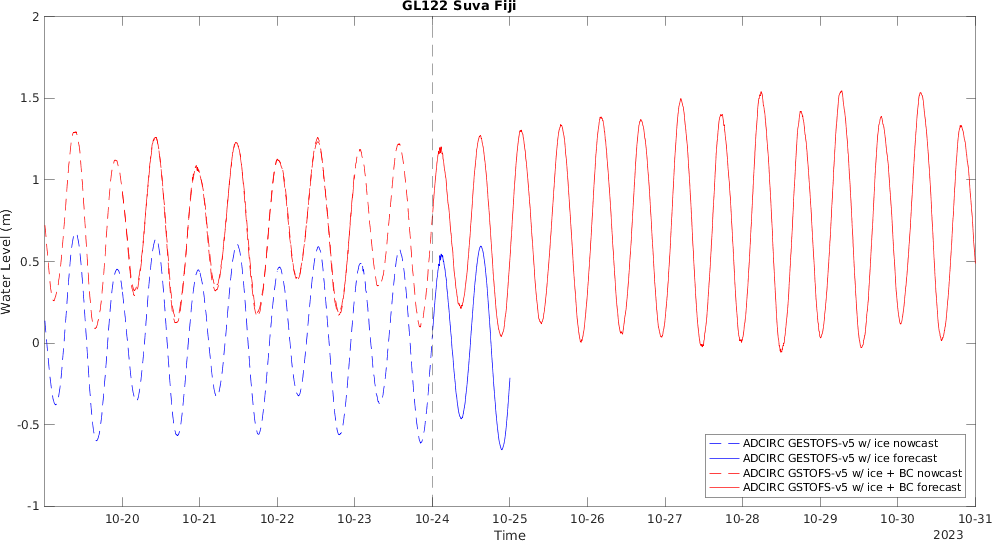 GL122 Suva Fiji
Water Level (m)
2
1.5
1
0.5
0
-0.5
-1
10-20 10-21 10-22 10-23 10-24 10-25 10-26 10-27 10-28 10-29 10-30 10-31
Time
2023
ADCIRC GESTOFS-v5 w/ ice nowcast
ADCIRC GESTOFS-v5 w/ ice forecast
ADCIRC GSTOFS-v5 w/ ice + BC nowcast
ADCIRC GSTOFS-v5 w/ ice + BC forecast